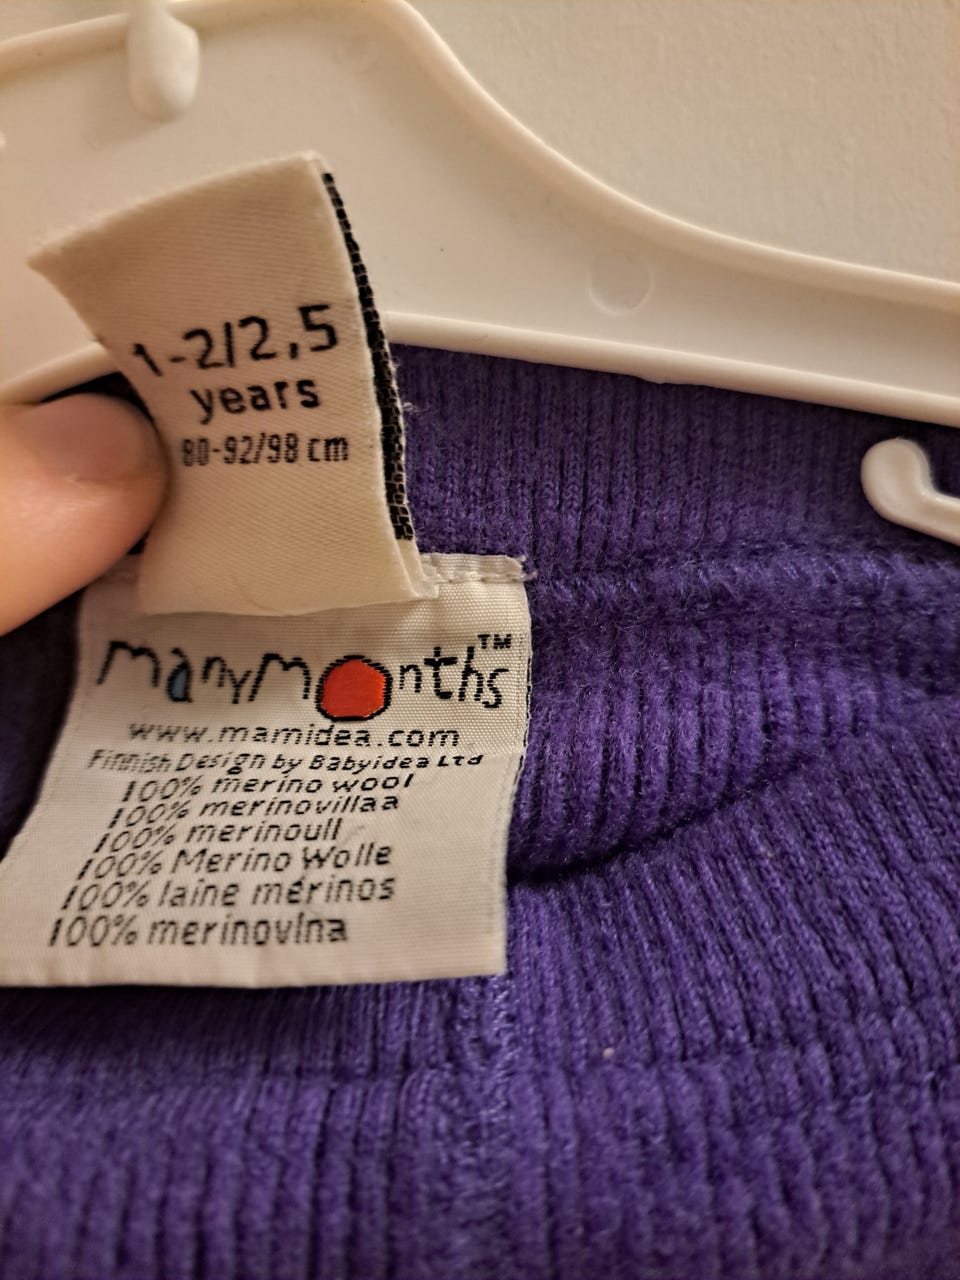 1-2/2,5
years
80-92/98 cm
manymonths™
www.mamidea.com
Finnish Design by Babyidea Ltd
100% merino wool
100% merinovillaa
100% merinoull
100% Merino Wolle
100% laine mérinos
100% merinovlna